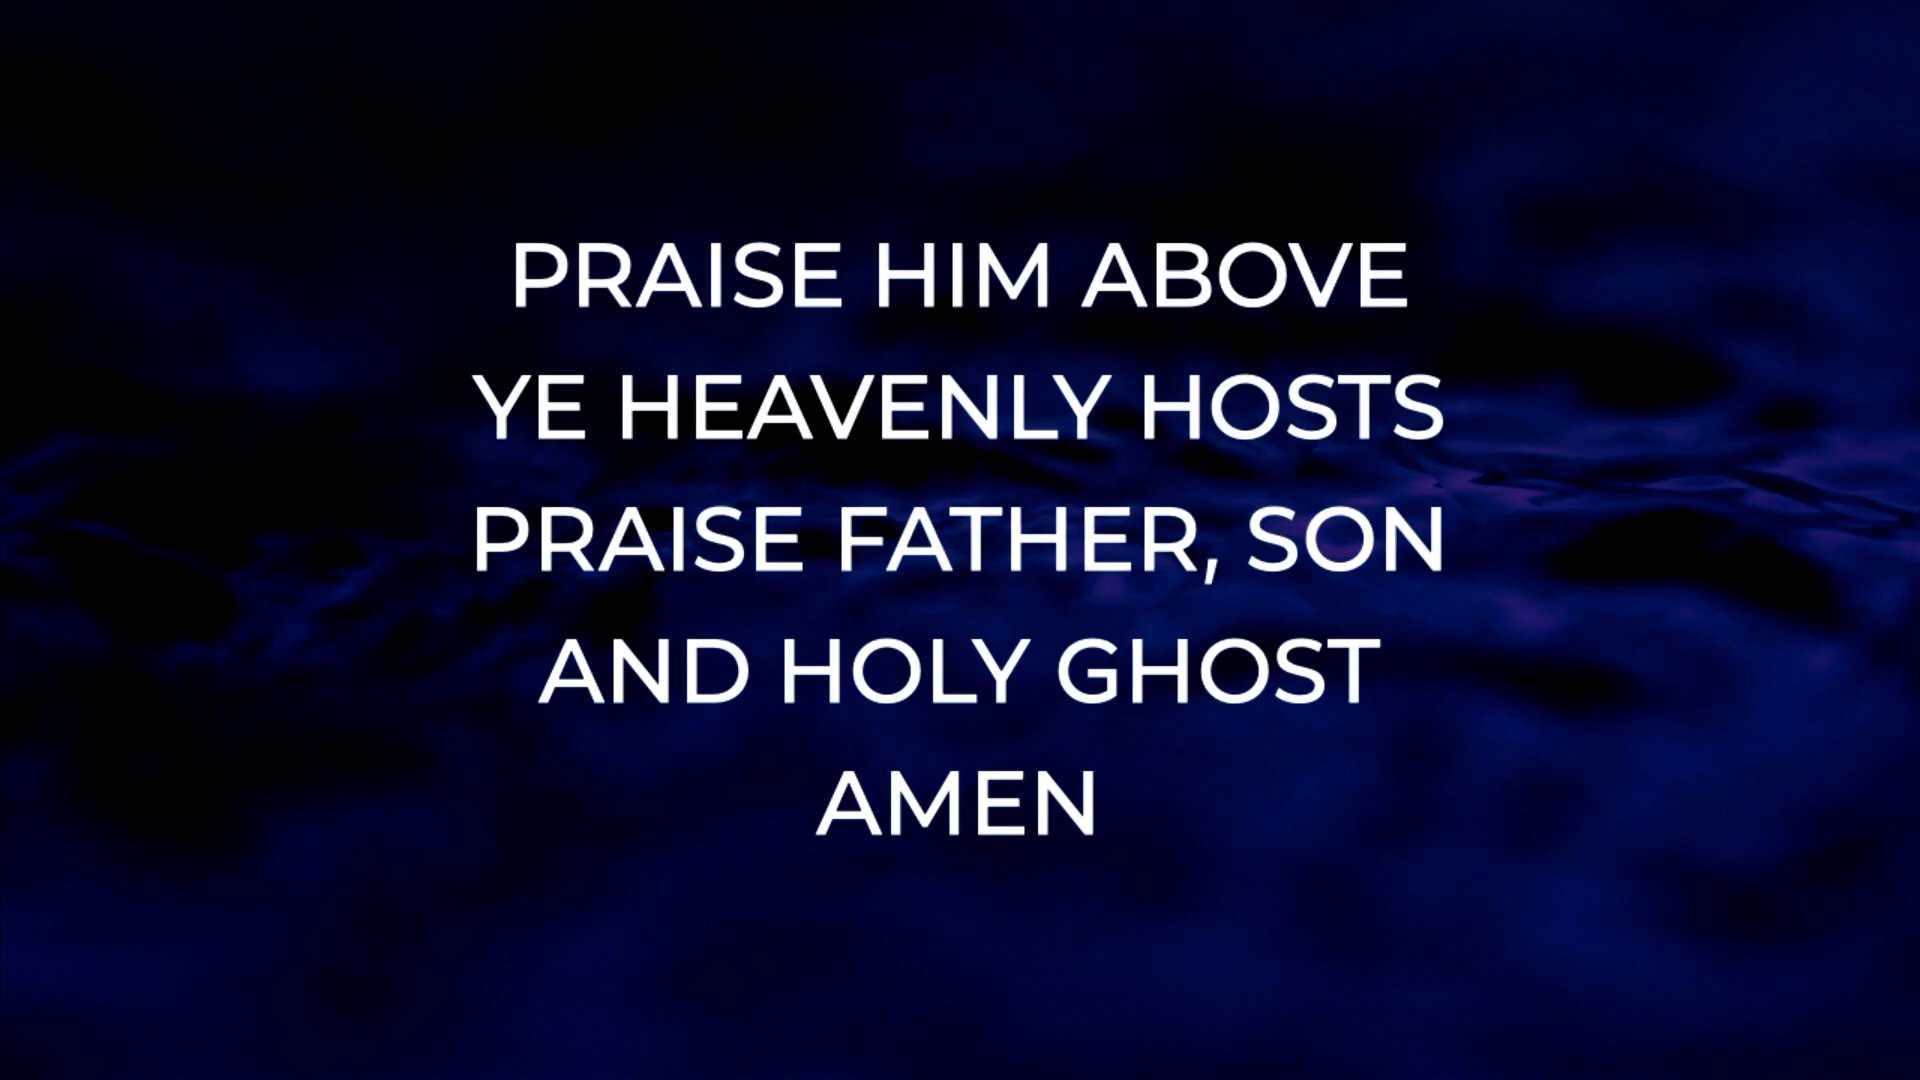 PRAISE HIM ABOVE
YE HEAVENLY HOSTS
PRAISE FATHER, SON
AND HOLY GHOST
AMEN